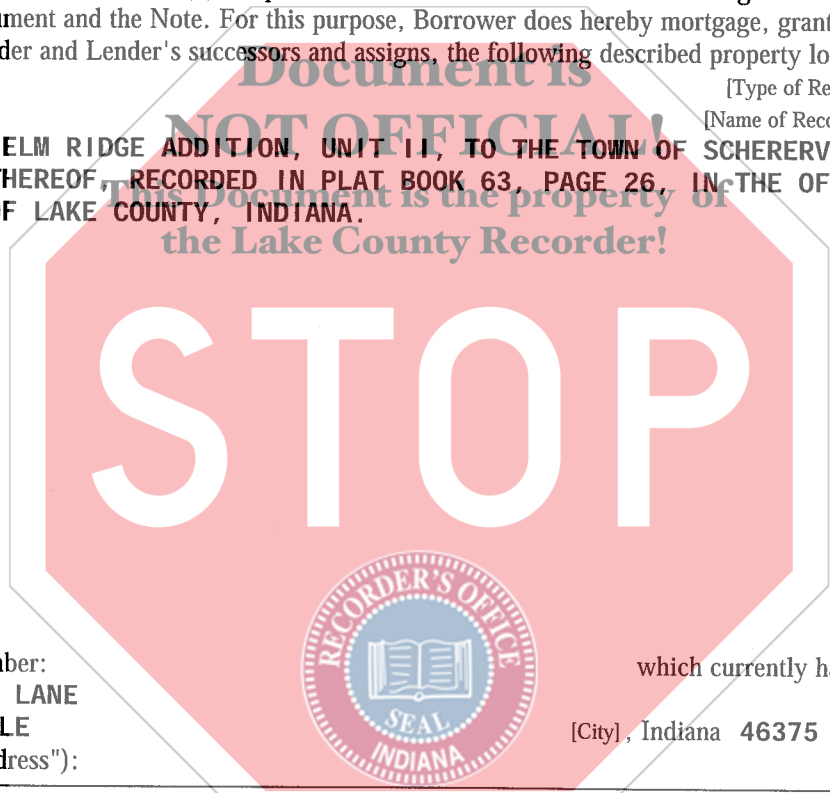 ument and the Note. For this purpose, Borrower does hereby mortgage, grant
der and Lender's successors and assigns, the following described property lo
Document is
[Type of Re
NOT OFFICIAL!
[Name of Reco
ELM RIDGE ADDITION, UNIT II, TO THE TOWN OF SCHERERV
THEREOF, RECORDED IN PLAT BOOK 63, PAGE 26, IN THE OF
This Document is the property of
OF LAKE COUNTY, INDIANA.
the Lake County Recorder!
STOP
RECORDER'S OFFICE
SEAL
INDIANA
ber:
which currently ha
LANE
LE
[City], Indiana 46375
dress"):